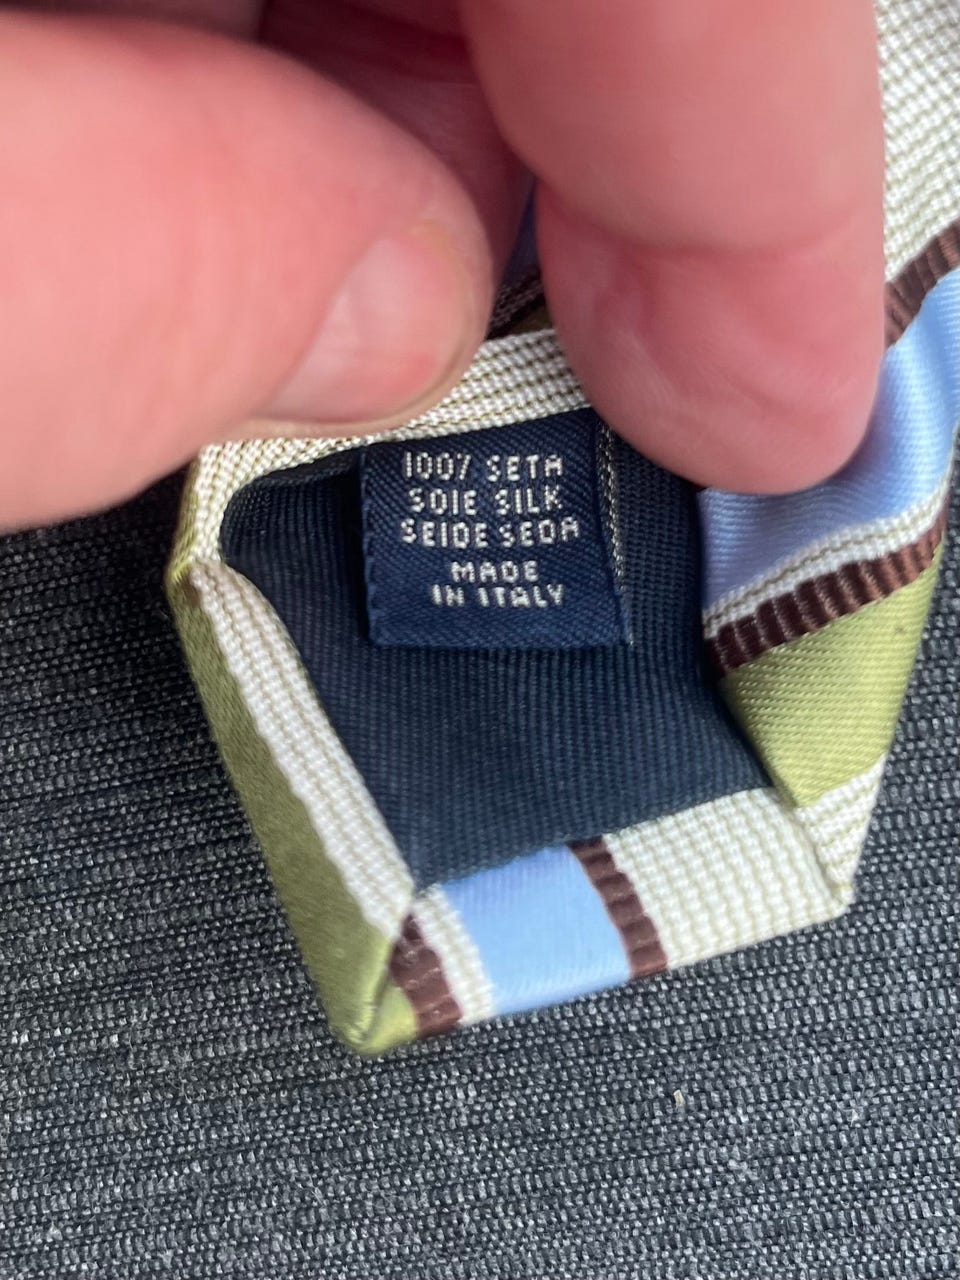 100% SETA
SOIE SILK
SEIDE SEDA
MADE
IN ITALY